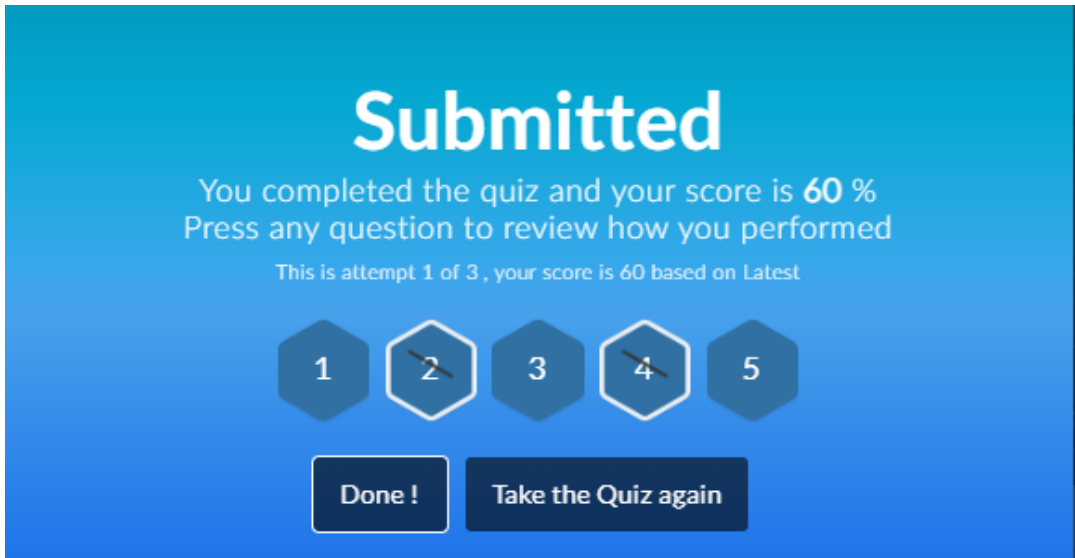 Submitted
You completed the quiz and your score is 60 %
Press any question to review how you performed
This is attempt 1 of 3 , your score is 60 based on Latest
1 2 3 4 5
Done ! Take the Quiz again